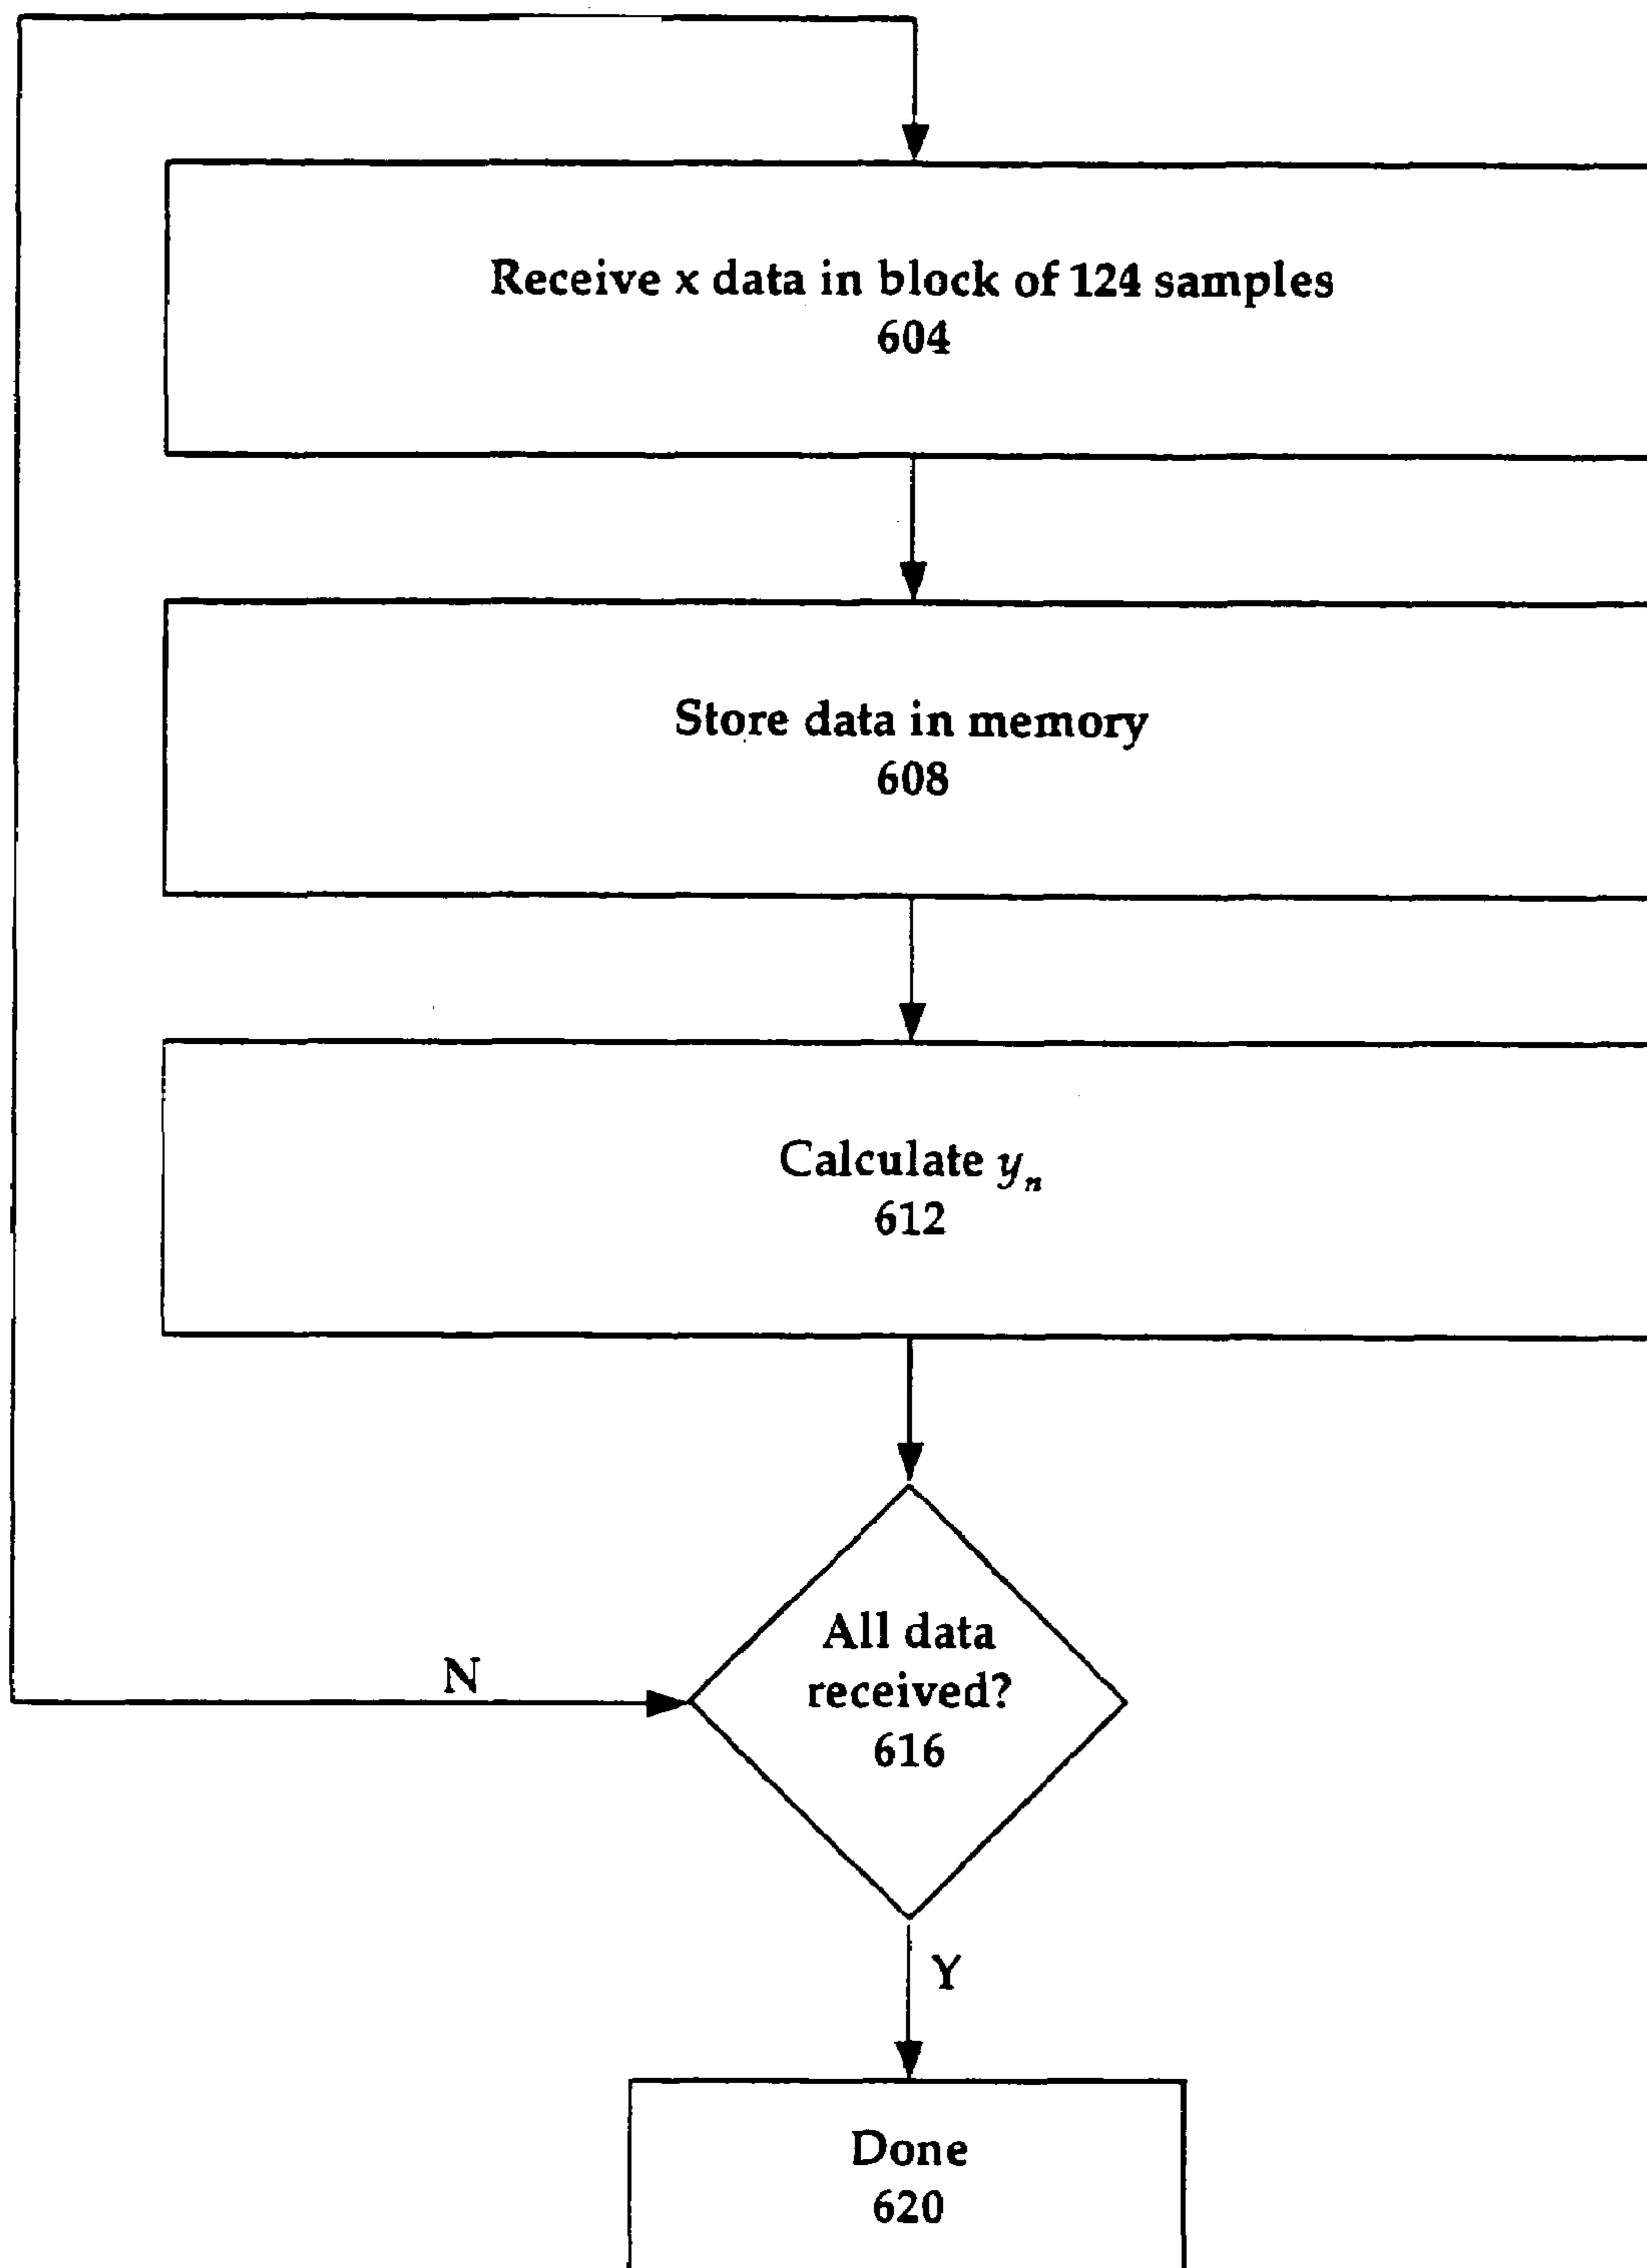 Receive x data in block of 124 samples
604
Store data in memory
608
Calculate yₙ
612
All data
received?
616
N
Y
Done
620